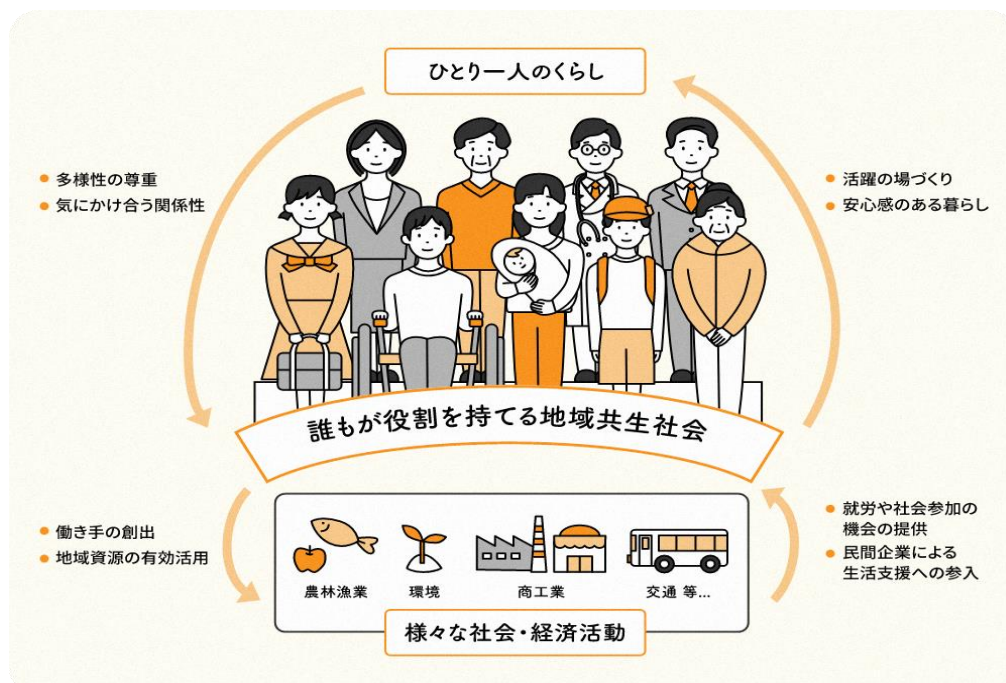 ひとり一人のくらし
多様性の尊重
気にかけ合う関係性
活躍の場づくり
安心感のある暮らし
誰もが役割を持てる地域共生社会
働き手の創出
地域資源の有効活用
就労や社会参加の
機会の提供
民間企業による
生活支援への参入
農林漁業
環境
商工業
交通 等...
様々な社会・経済活動